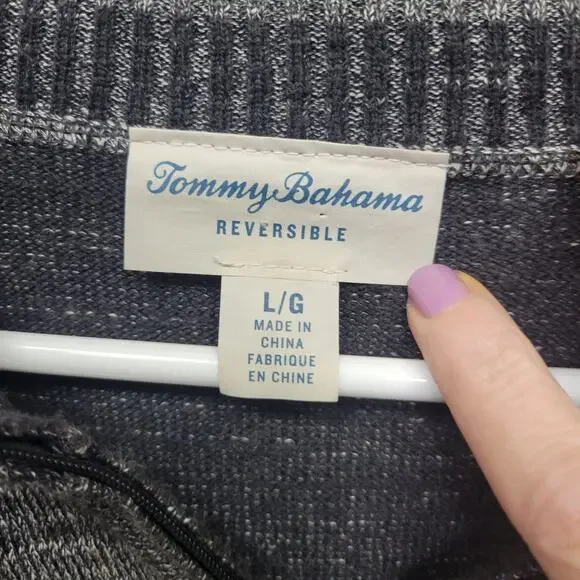 Tommy Bahama
REVERSIBLE
L/G
MADE IN
CHINA
FABRIQUE
EN CHINE